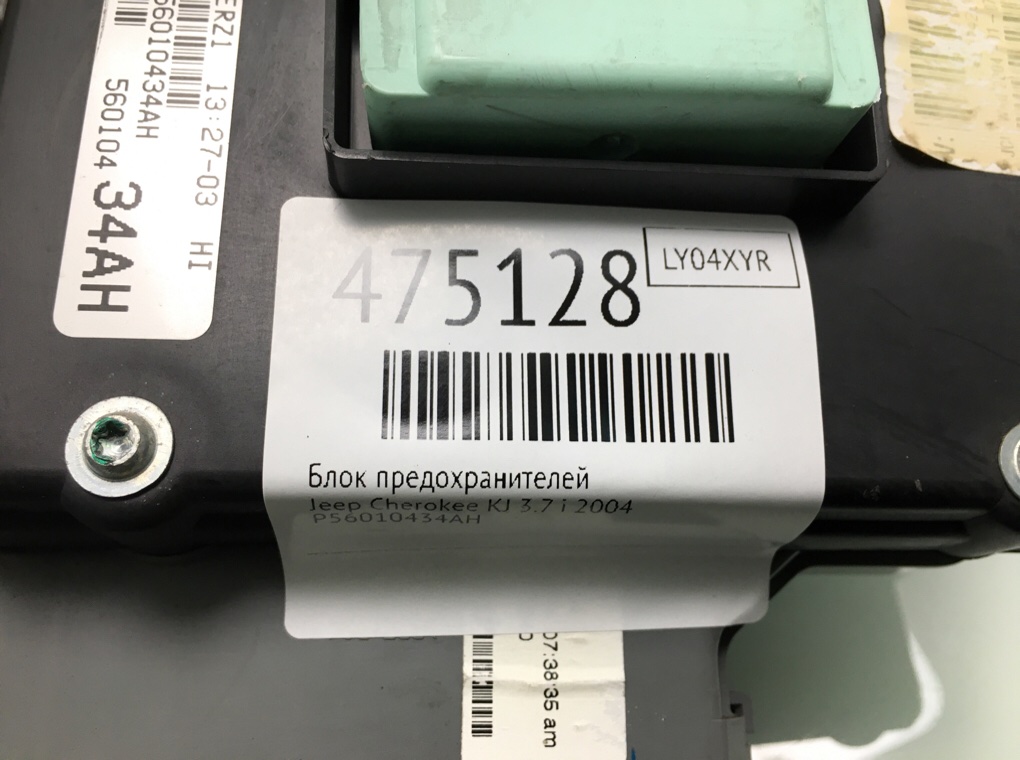 ERZ1 13:27-03 HI
56010434AH
560104 34AH
475128
LY04XYR
Блок предохранителей
Jeep Cherokee KJ 3.7 i 2004
P56010434AH
07:38:35 am